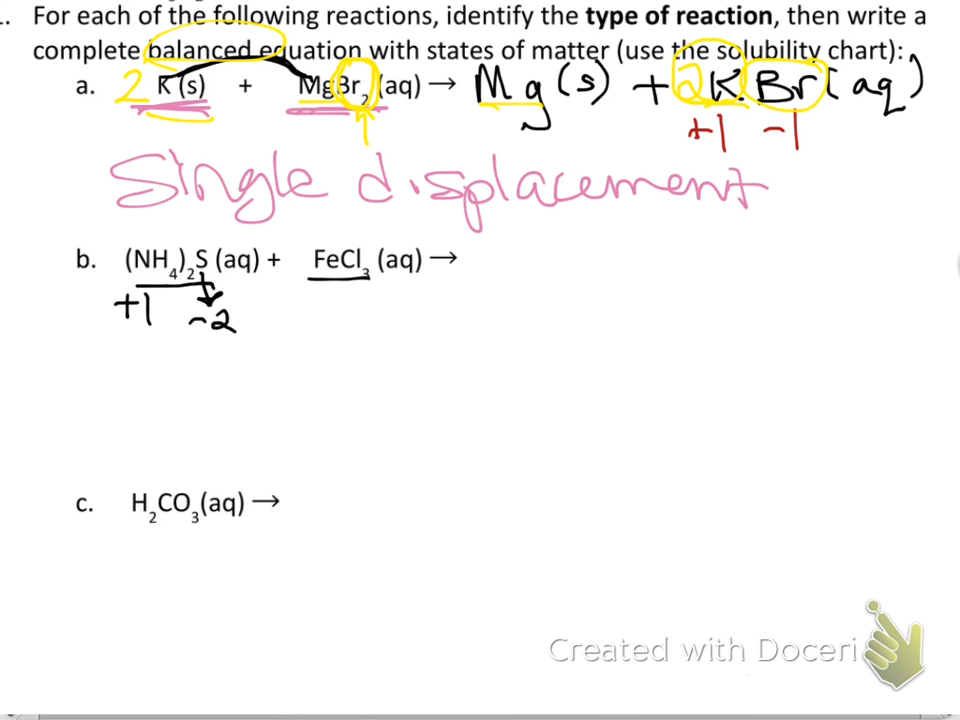 . For each of the following reactions, identify the type of reaction, then write a
complete balanced equation with states of matter (use the solubility chart):
a. 2 K (s) + MgBr₂ (aq) → Mg (s) + 2KBr (aq)
+1 -1
Single displacement
b. (NH₄)₂S (aq) + FeCl₃ (aq) →
+1 -2
c. H₂CO₃(aq) →
Created with Doceri